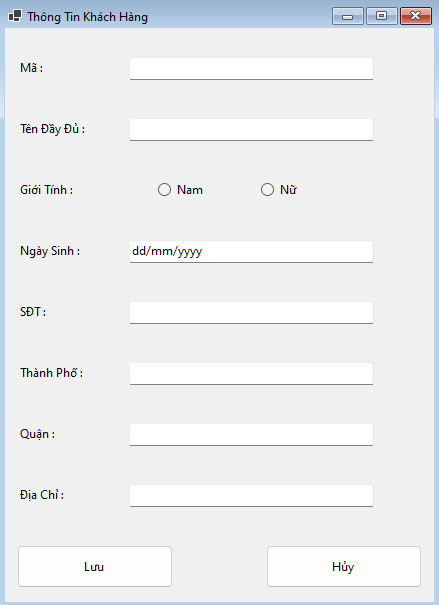 Thông Tin Khách Hàng
Mã :
Tên Đầy Đủ :
Giới Tính : Nam Nữ
Ngày Sinh : dd/mm/yyyy
SĐT :
Thành Phố :
Quận :
Địa Chỉ :
Lưu Hủy